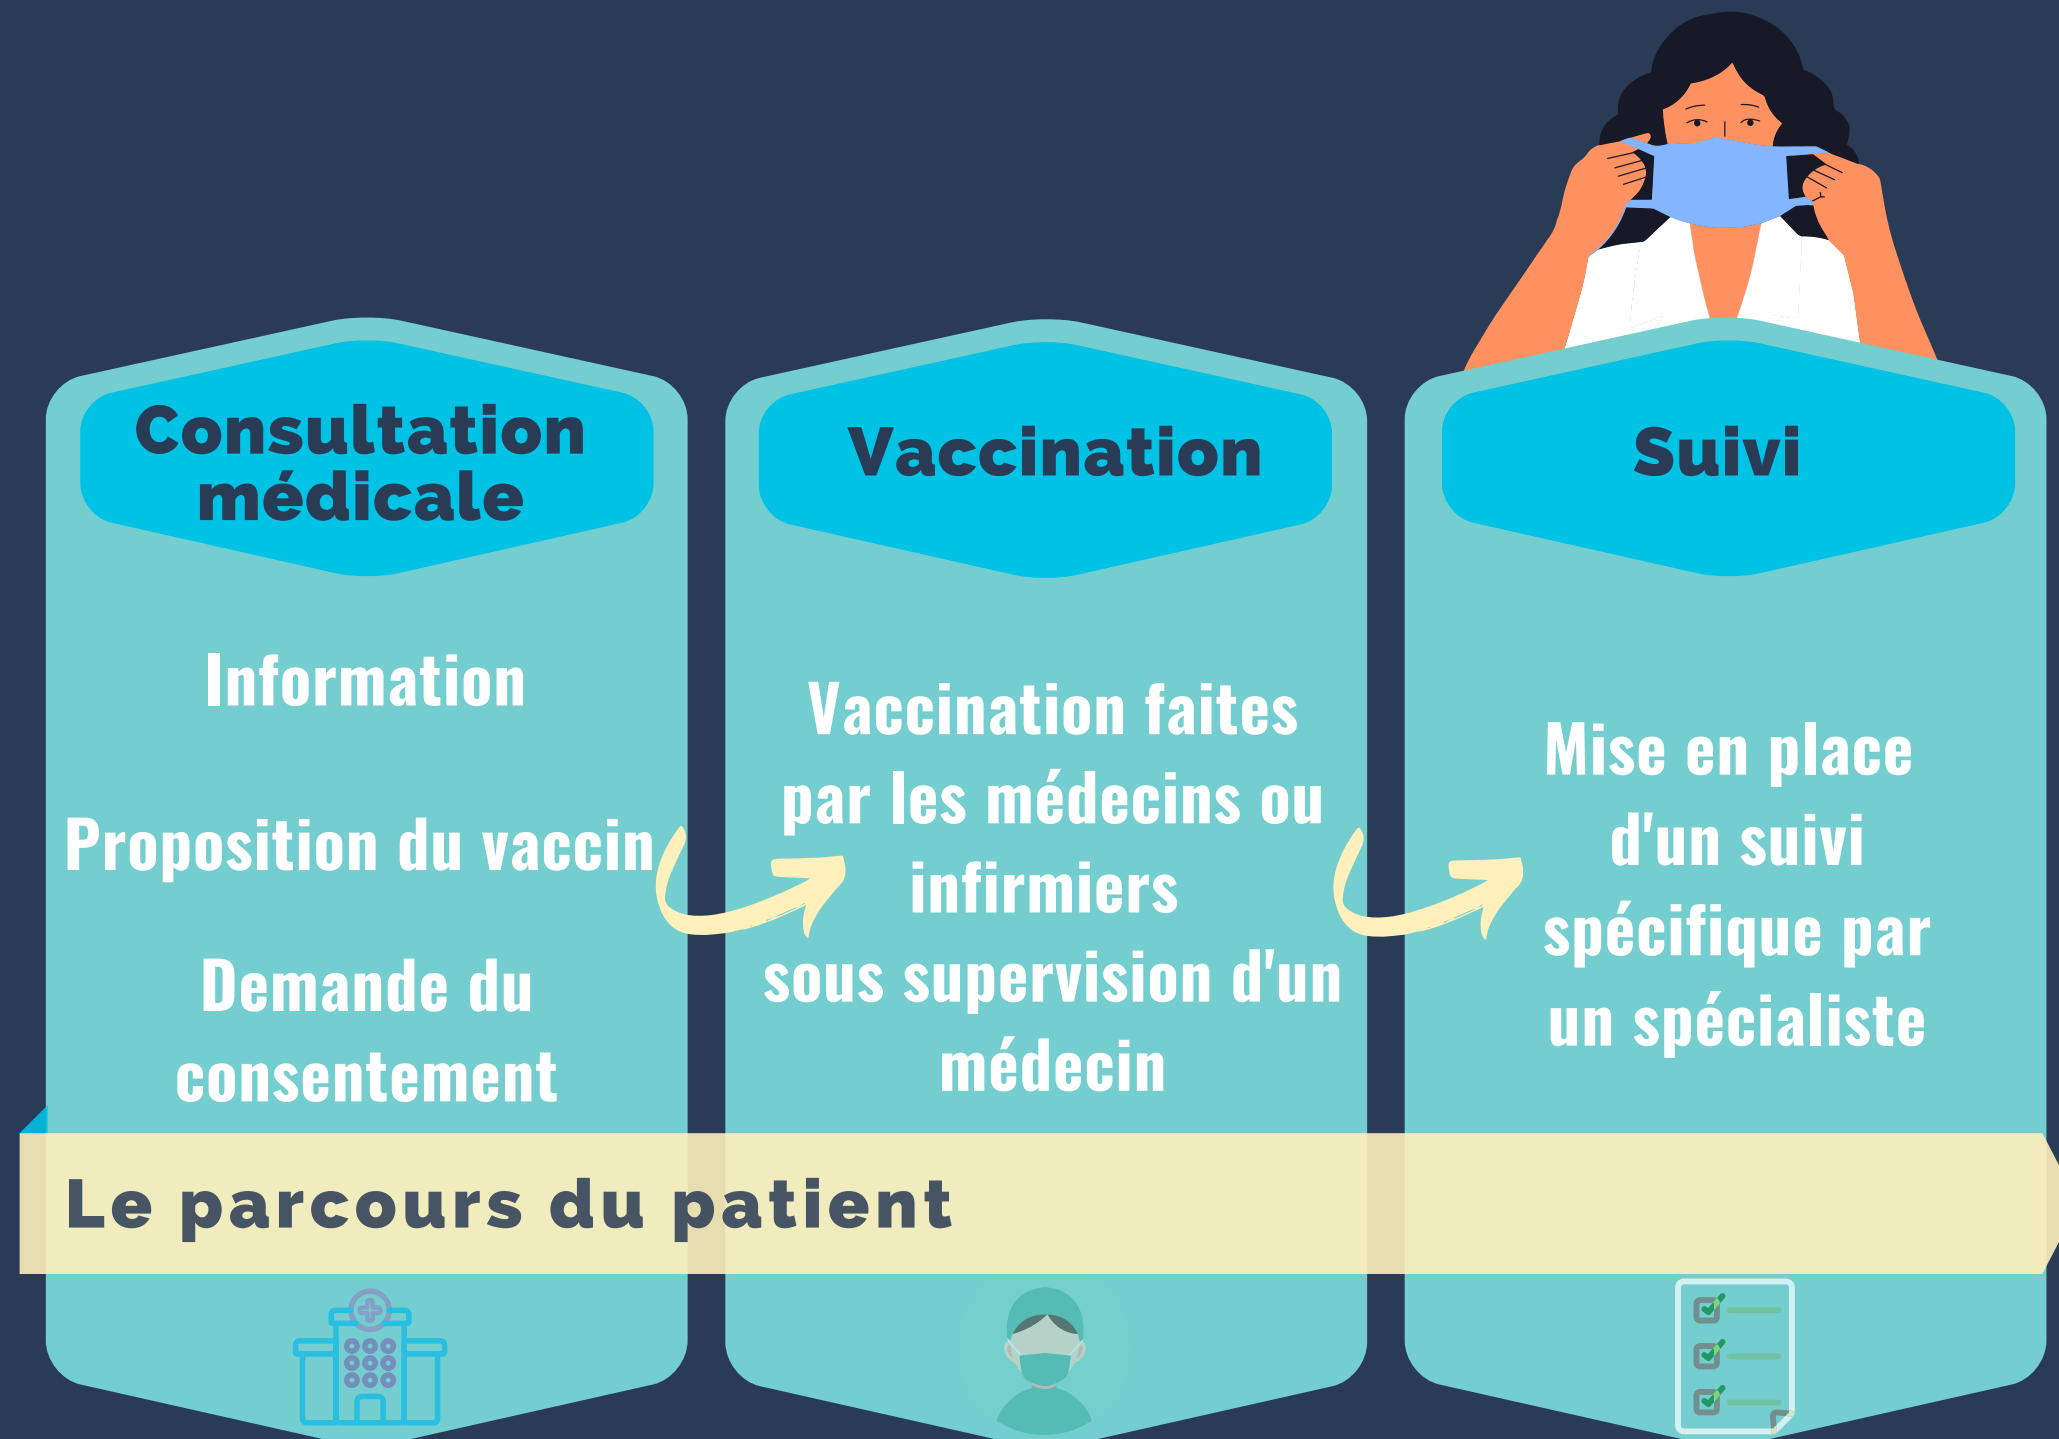 Consultation
médicale
Information
Proposition du vaccin
Demande du
consentement
Vaccination
Vaccination faites
par les médecins ou
infirmiers
sous supervision d'un
médecin
Suivi
Mise en place
d'un suivi
spécifique par
un spécialiste
Le parcours du patient